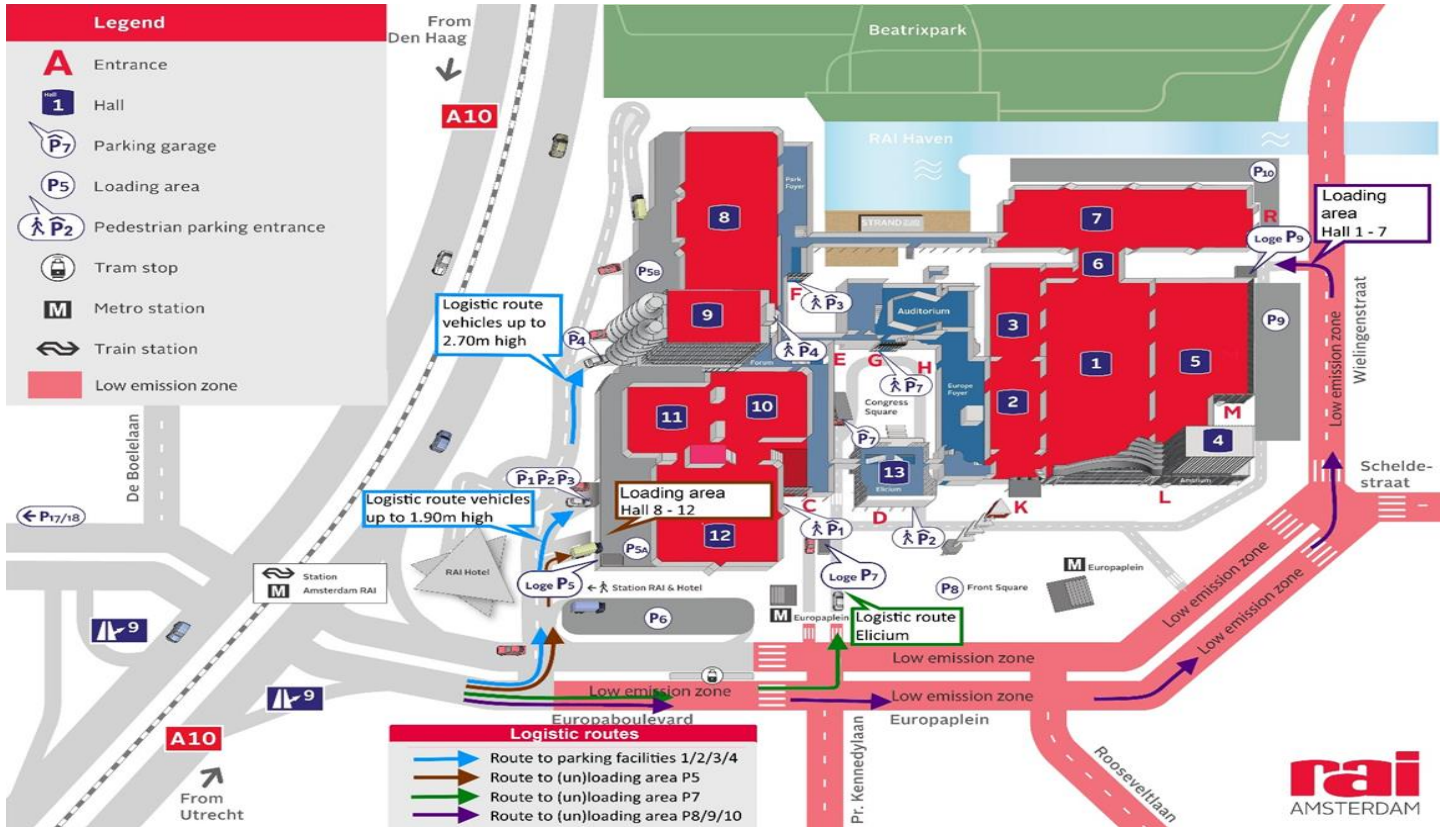 Legend
A Entrance
Hall 1 Hall
P7 Parking garage
P5 Loading area
P2 Pedestrian parking entrance
Tram stop
M Metro station
Train station
Low emission zone
From
Den Haag
A10
Beatrixpark
RAI Haven
STRANDZUID
Park
Foyer
8
7
6
P10
R
Loge P9
Loading
area
Hall 1 - 7
P5B
F
P3
Logistic route
vehicles up to
2.70m high
9
P4
P4
Forum
Auditorium
3
E
G
H
P7
1
5
P9
Low emission zone
Wielingenstraat
Congress
Square
Europe
Foyer
2
M
4
11
10
P7
13
Elicium
Amtrium
De Boelelaan
P17/18
P1 P2 P3
Logistic route vehicles
up to 1.90m high
Loading area
Hall 8 - 12
C
P1
D
P2
K
L
Schelde-
straat
12
P5A
RAI Hotel
Loge P5
Station RAI & Hotel
Loge P7
P8 Front Square
M Europaplein
Station
M Amsterdam RAI
9
P6
M Europaplein
Logistic route
Elicium
Low emission zone
Low emission zone
Low emission zone
9
Low emission zone
Low emission zone
Europaboulevard
Europaplein
Pr. Kennedylaan
Rooseveltlaan
A10
From
Utrecht
Logistic routes
Route to parking facilities 1/2/3/4
Route to (un)loading area P5
Route to (un)loading area P7
Route to (un)loading area P8/9/10
rai
AMSTERDAM